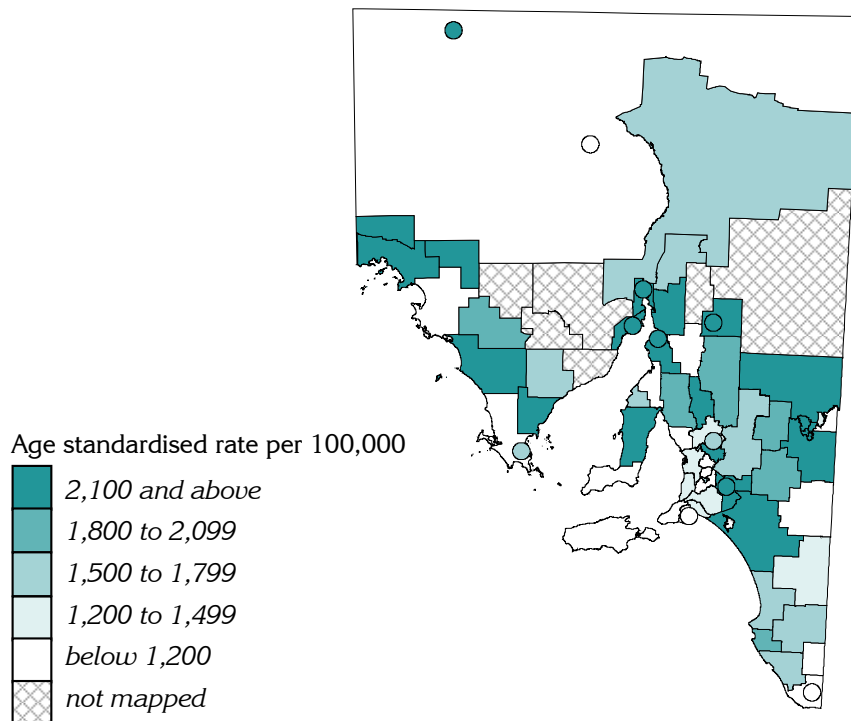 Age standardised rate per 100,000
2,100 and above
1,800 to 2,099
1,500 to 1,799
1,200 to 1,499
below 1,200
not mapped